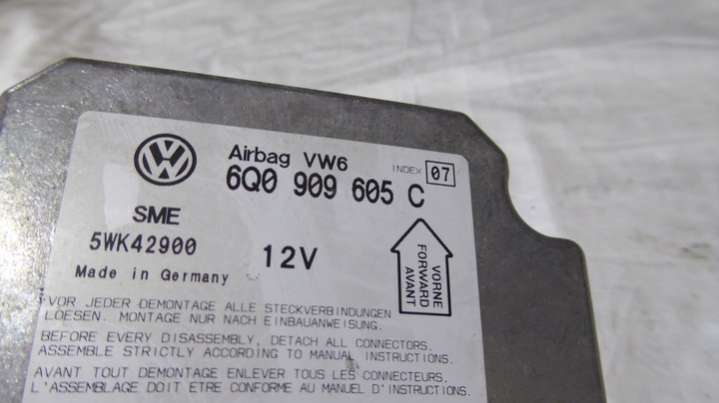 Airbag VW6
INDEX 07
6Q0 909 605 C
SME
5WK42900
12V
Made in Germany
VORNE
FORWARD
AVANT
VOR JEDER DEMONTAGE ALLE STECKVERBINDUNGEN
LOESEN. MONTAGE NUR NACH EINBAUANWEISUNG.
BEFORE EVERY DISASSEMBLY, DETACH ALL CONNECTORS.
ASSEMBLE STRICTLY ACCORDING TO MANUAL INSTRUCTIONS.
AVANT TOUT DEMONTAGE ENLEVER TOUS LES CONNECTEURS.
L'ASSEMBLAGE DOIT ETRE CONFORME AU MANUEL D'INSTRUCTIONS.